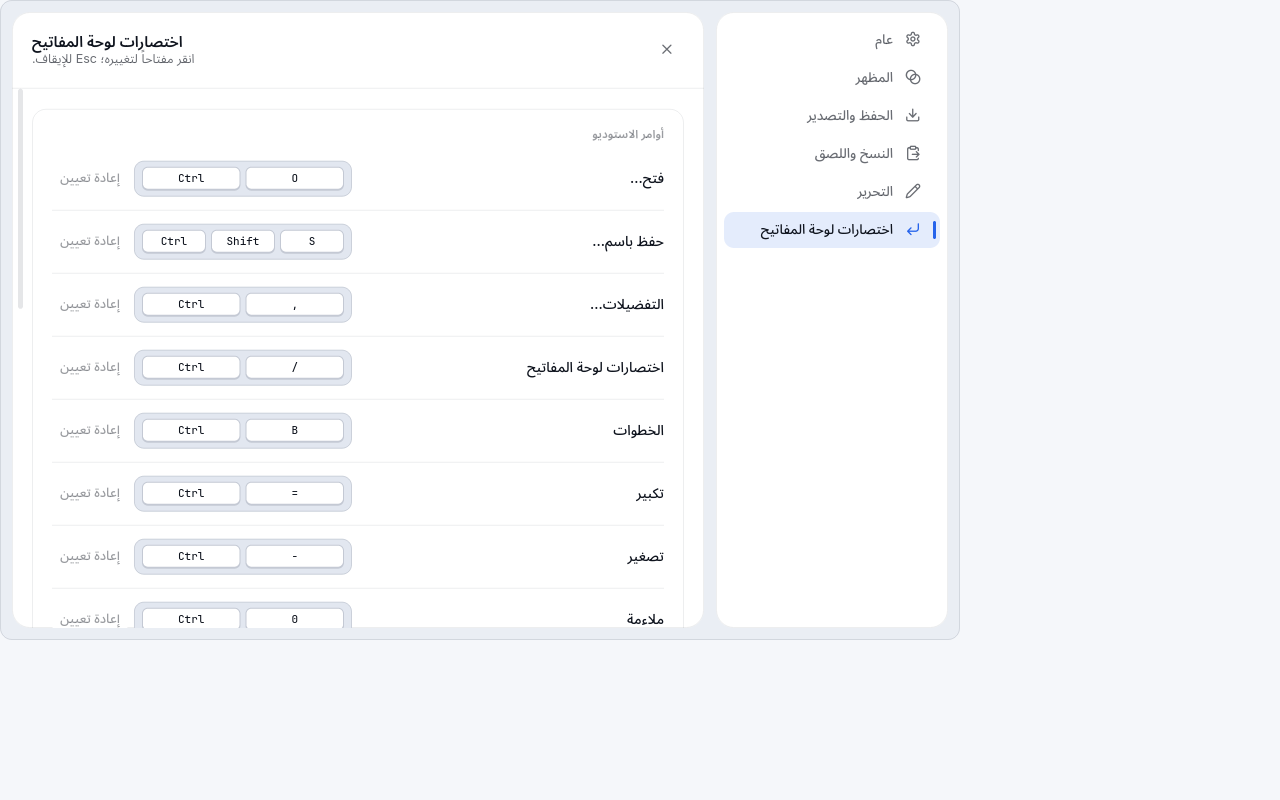 عام
المظهر
الحفظ والتصدير
النسخ واللصق
التحرير
اختصارات لوحة المفاتيح
اختصارات لوحة المفاتيح
انقر مفتاحاً لتغييره؛ Esc للإيقاف.
أوامر الاستوديو
فتح... Ctrl O إعادة تعيين
حفظ باسم... Ctrl Shift S إعادة تعيين
التفضيلات... Ctrl , إعادة تعيين
اختصارات لوحة المفاتيح Ctrl / إعادة تعيين
الخطوات Ctrl B إعادة تعيين
تكبير Ctrl = إعادة تعيين
تصغير Ctrl - إعادة تعيين
ملاءمة Ctrl 0 إعادة تعيين